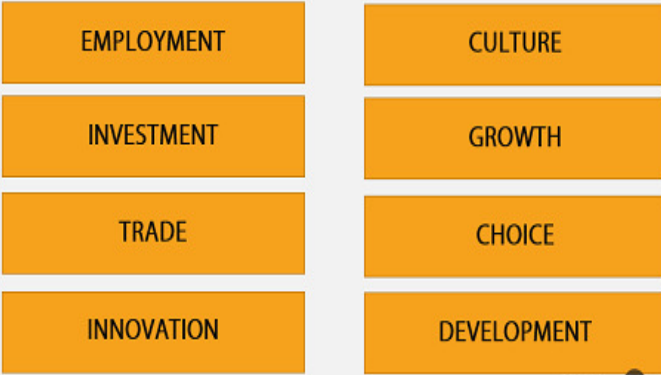 EMPLOYMENT
CULTURE
INVESTMENT
GROWTH
TRADE
CHOICE
INNOVATION
DEVELOPMENT